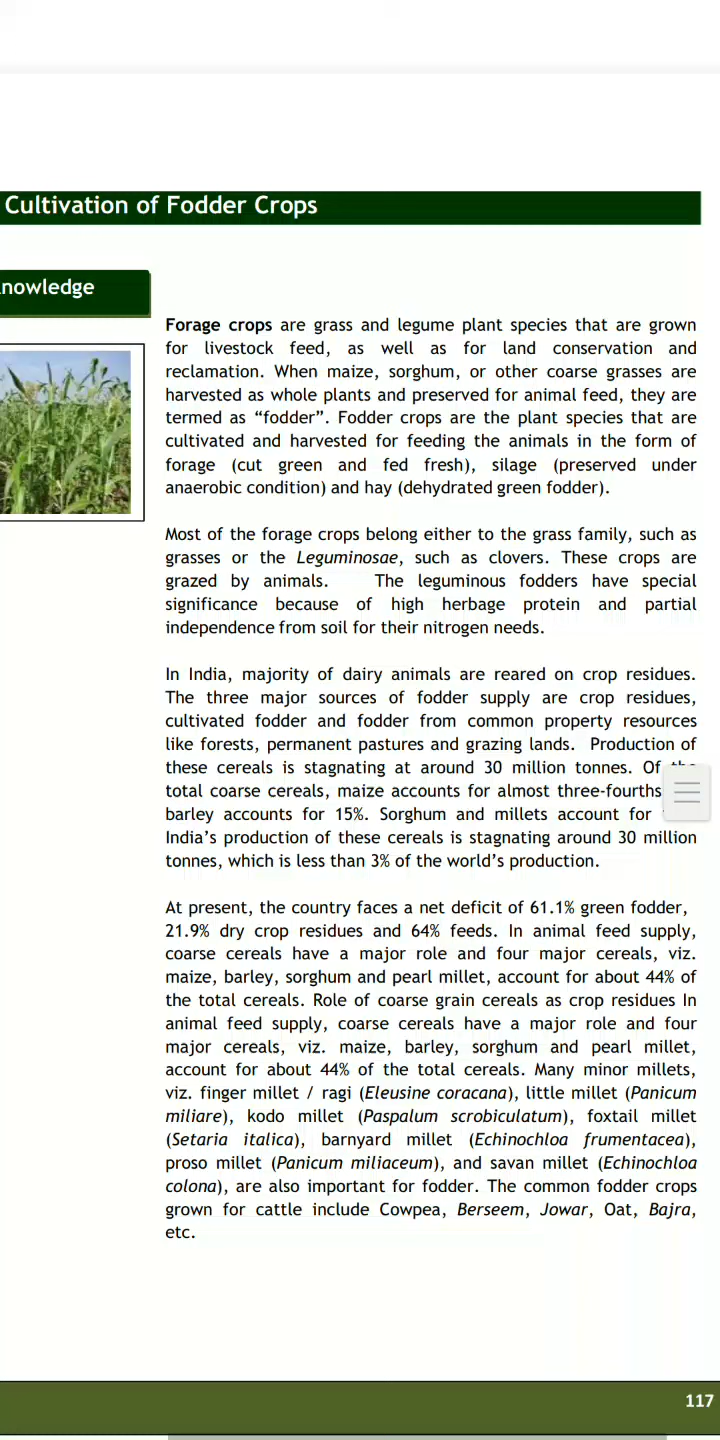 Cultivation of Fodder Crops
nowledge
Forage crops are grass and legume plant species that are grown
for livestock feed, as well as for land conservation and
reclamation. When maize, sorghum, or other coarse grasses are
harvested as whole plants and preserved for animal feed, they are
termed as “fodder”. Fodder crops are the plant species that are
cultivated and harvested for feeding the animals in the form of
forage (cut green and fed fresh), silage (preserved under
anaerobic condition) and hay (dehydrated green fodder).
Most of the forage crops belong either to the grass family, such as
grasses or the Leguminosae, such as clovers. These crops are
grazed by animals. The leguminous fodders have special
significance because of high herbage protein and partial
independence from soil for their nitrogen needs.
In India, majority of dairy animals are reared on crop residues.
The three major sources of fodder supply are crop residues,
cultivated fodder and fodder from common property resources
like forests, permanent pastures and grazing lands. Production of
these cereals is stagnating at around 30 million tonnes. Of the
total coarse cereals, maize accounts for almost three-fourths
barley accounts for 15%. Sorghum and millets account for
India’s production of these cereals is stagnating around 30 million
tonnes, which is less than 3% of the world’s production.
At present, the country faces a net deficit of 61.1% green fodder,
21.9% dry crop residues and 64% feeds. In animal feed supply,
coarse cereals have a major role and four major cereals, viz.
maize, barley, sorghum and pearl millet, account for about 44% of
the total cereals. Role of coarse grain cereals as crop residues In
animal feed supply, coarse cereals have a major role and four
major cereals, viz. maize, barley, sorghum and pearl millet,
account for about 44% of the total cereals. Many minor millets,
viz. finger millet / ragi (Eleusine coracana), little millet (Panicum
miliare), kodo millet (Paspalum scrobiculatum), foxtail millet
(Setaria italica), barnyard millet (Echinochloa frumentacea),
proso millet (Panicum miliaceum), and savan millet (Echinochloa
colona), are also important for fodder. The common fodder crops
grown for cattle include Cowpea, Berseem, Jowar, Oat, Bajra,
etc.
117